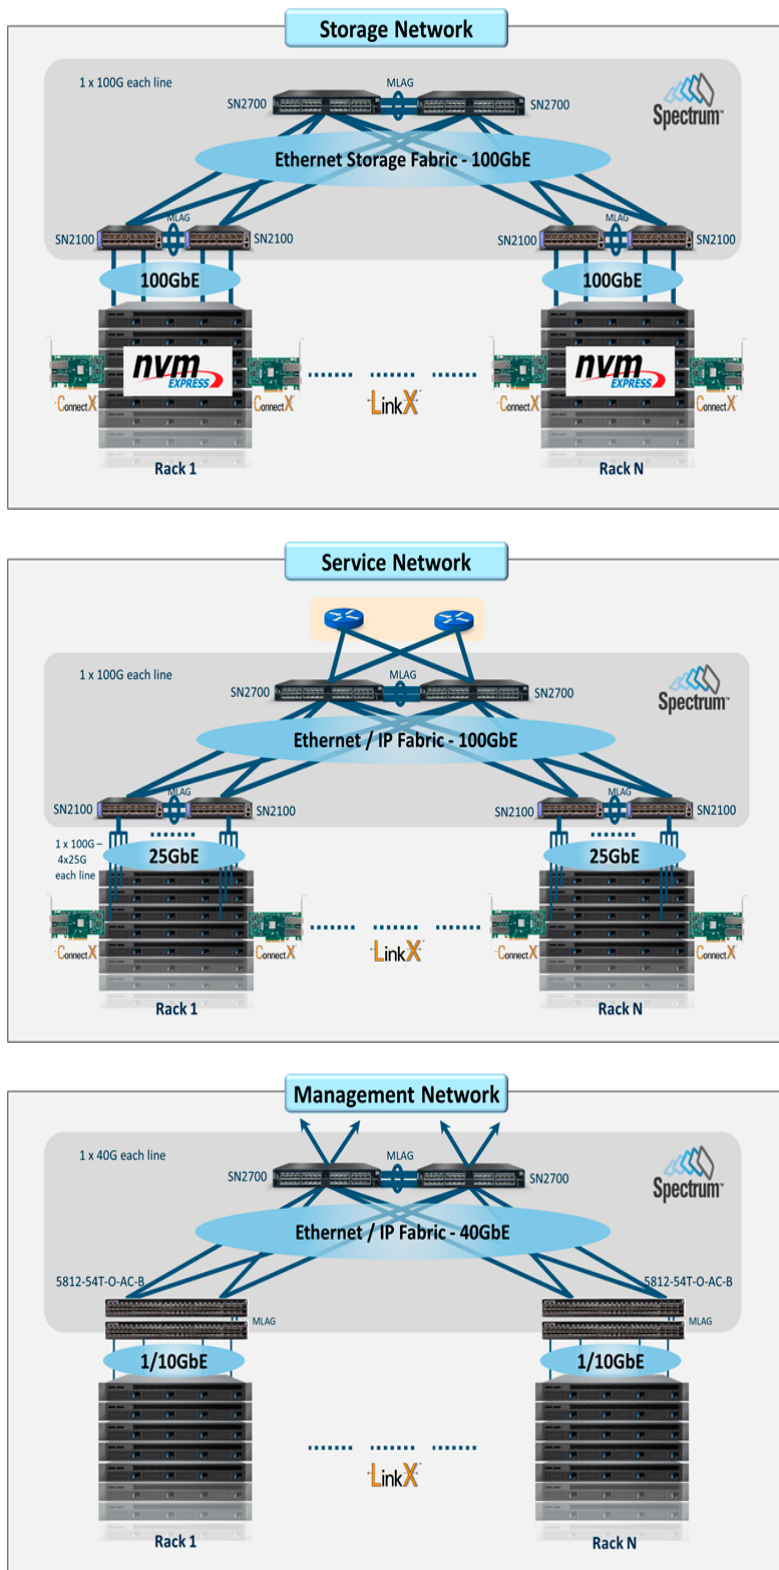 Storage Network
1 x 100G each line
MLAG
SN2700
SN2700
Spectrum™
Ethernet Storage Fabric - 100GbE
MLAG
MLAG
SN2100
SN2100
SN2100
SN2100
100GbE
100GbE
nvm
EXPRESS
nvm
EXPRESS
ConnectX
ConnectX
LinkX
ConnectX
ConnectX
Rack 1
Rack N
Service Network
1 x 100G each line
MLAG
SN2700
SN2700
Spectrum™
Ethernet / IP Fabric - 100GbE
MLAG
MLAG
SN2100
SN2100
SN2100
SN2100
1 x 100G –
4x25G
each line
25GbE
25GbE
ConnectX
ConnectX
LinkX
ConnectX
ConnectX
Rack 1
Rack N
Management Network
1 x 40G each line
MLAG
SN2700
SN2700
Spectrum™
Ethernet / IP Fabric - 40GbE
5812-54T-O-AC-B
5812-54T-O-AC-B
MLAG
MLAG
1/10GbE
1/10GbE
LinkX
Rack 1
Rack N